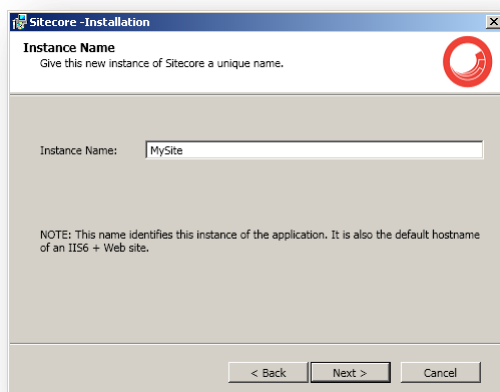 Sitecore -Installation
Instance Name
Give this new instance of Sitecore a unique name.
Instance Name: MySite
NOTE: This name identifies this instance of the application. It is also the default hostname
of an IIS6 + Web site.
< Back Next > Cancel